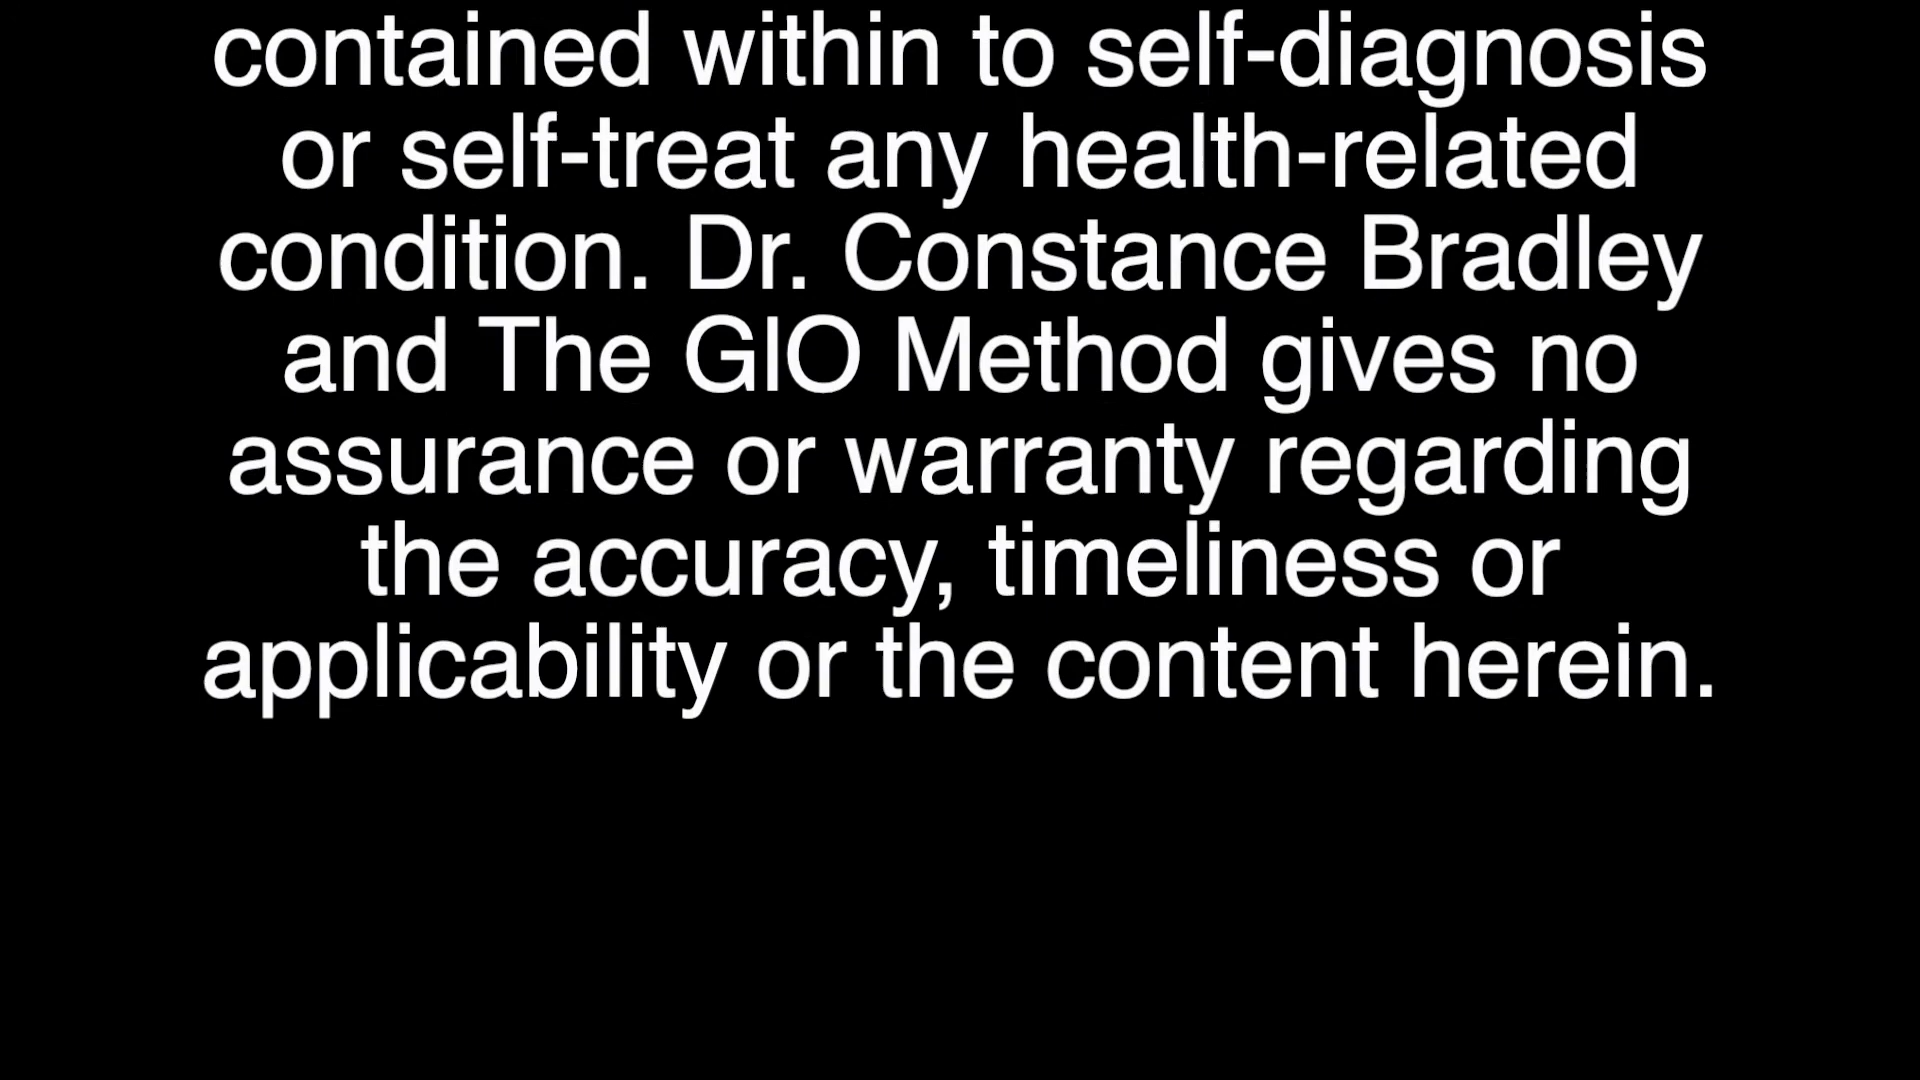 contained within to self-diagnosis
or self-treat any health-related
condition. Dr. Constance Bradley
and The GIO Method gives no
assurance or warranty regarding
the accuracy, timeliness or
applicability or the content herein.